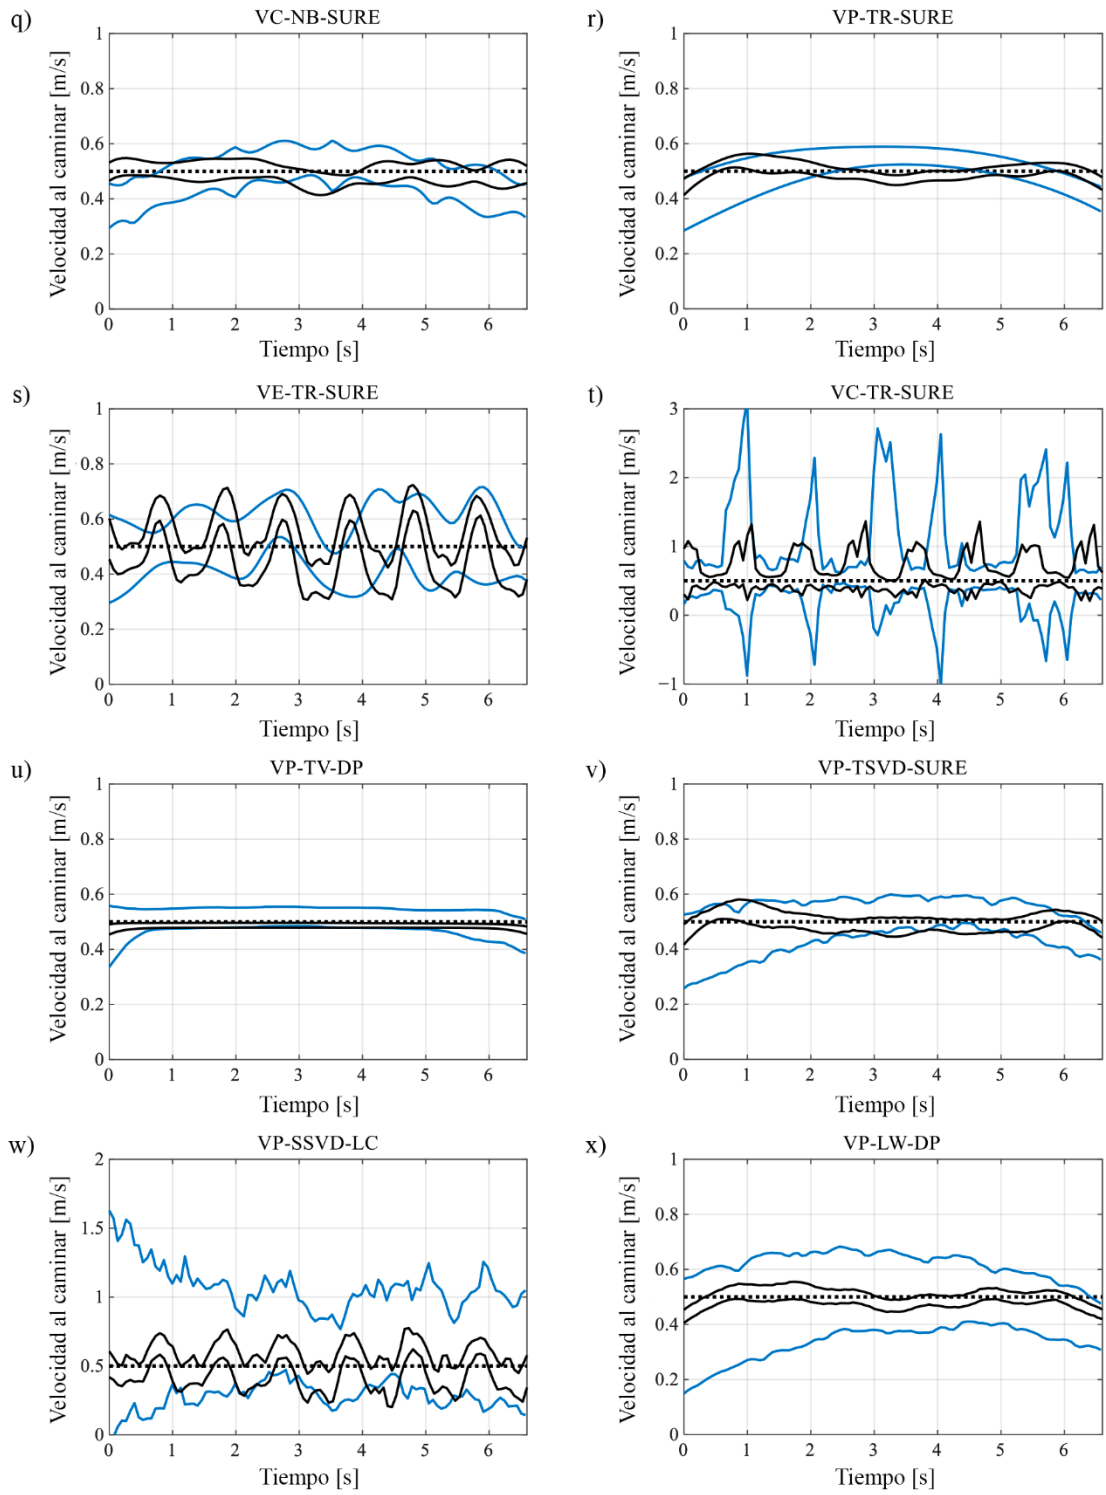 q) VC-NB-SURE
Velocidad al caminar [m/s]
1
0.8
0.6
0.4
0.2
0
0 1 2 3 4 5 6
Tiempo [s]
r) VP-TR-SURE
Velocidad al caminar [m/s]
1
0.8
0.6
0.4
0.2
0
0 1 2 3 4 5 6
Tiempo [s]
s) VE-TR-SURE
Velocidad al caminar [m/s]
1
0.8
0.6
0.4
0.2
0
0 1 2 3 4 5 6
Tiempo [s]
t) VC-TR-SURE
Velocidad al caminar [m/s]
3
2
1
0
−1
0 1 2 3 4 5 6
Tiempo [s]
u) VP-TV-DP
Velocidad al caminar [m/s]
1
0.8
0.6
0.4
0.2
0
0 1 2 3 4 5 6
Tiempo [s]
v) VP-TSVD-SURE
Velocidad al caminar [m/s]
1
0.8
0.6
0.4
0.2
0
0 1 2 3 4 5 6
Tiempo [s]
w) VP-SSVD-LC
Velocidad al caminar [m/s]
2
1.5
1
0.5
0
0 1 2 3 4 5 6
Tiempo [s]
x) VP-LW-DP
Velocidad al caminar [m/s]
1
0.8
0.6
0.4
0.2
0
0 1 2 3 4 5 6
Tiempo [s]